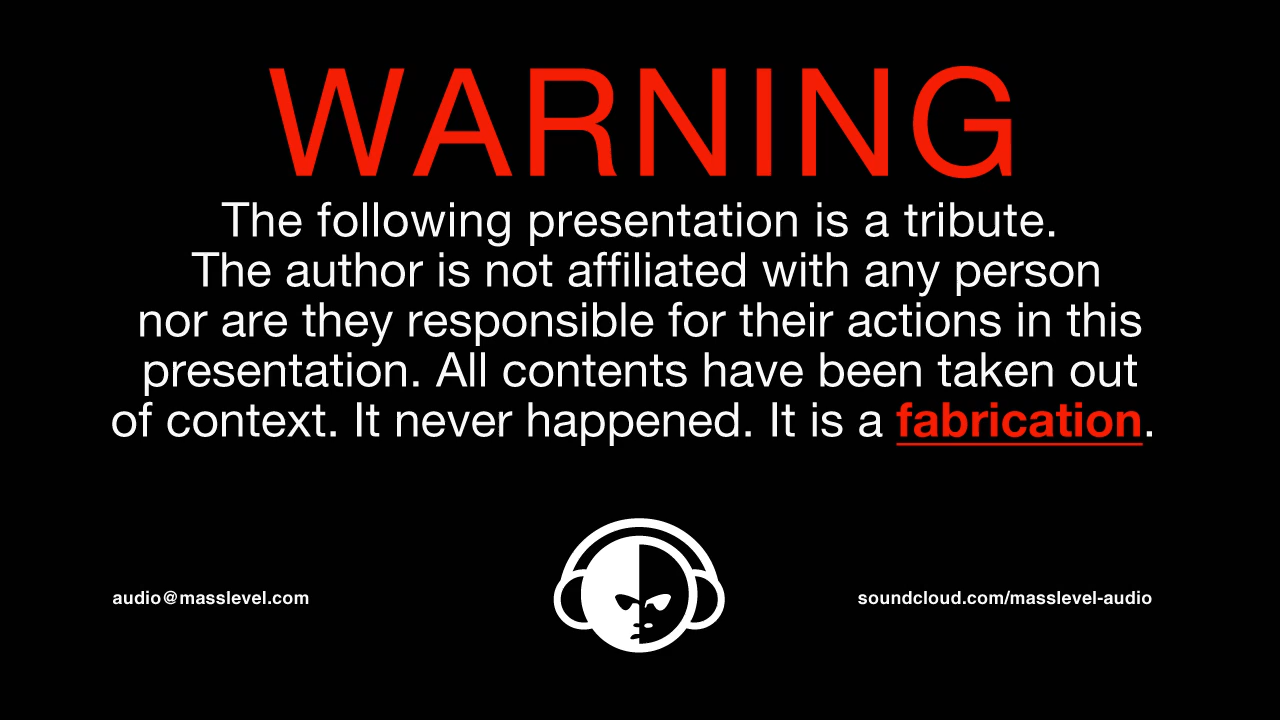 WARNING
The following presentation is a tribute.
The author is not affiliated with any person
nor are they responsible for their actions in this
presentation. All contents have been taken out
of context. It never happened. It is a fabrication.
audio@masslevel.com
soundcloud.com/masslevel-audio